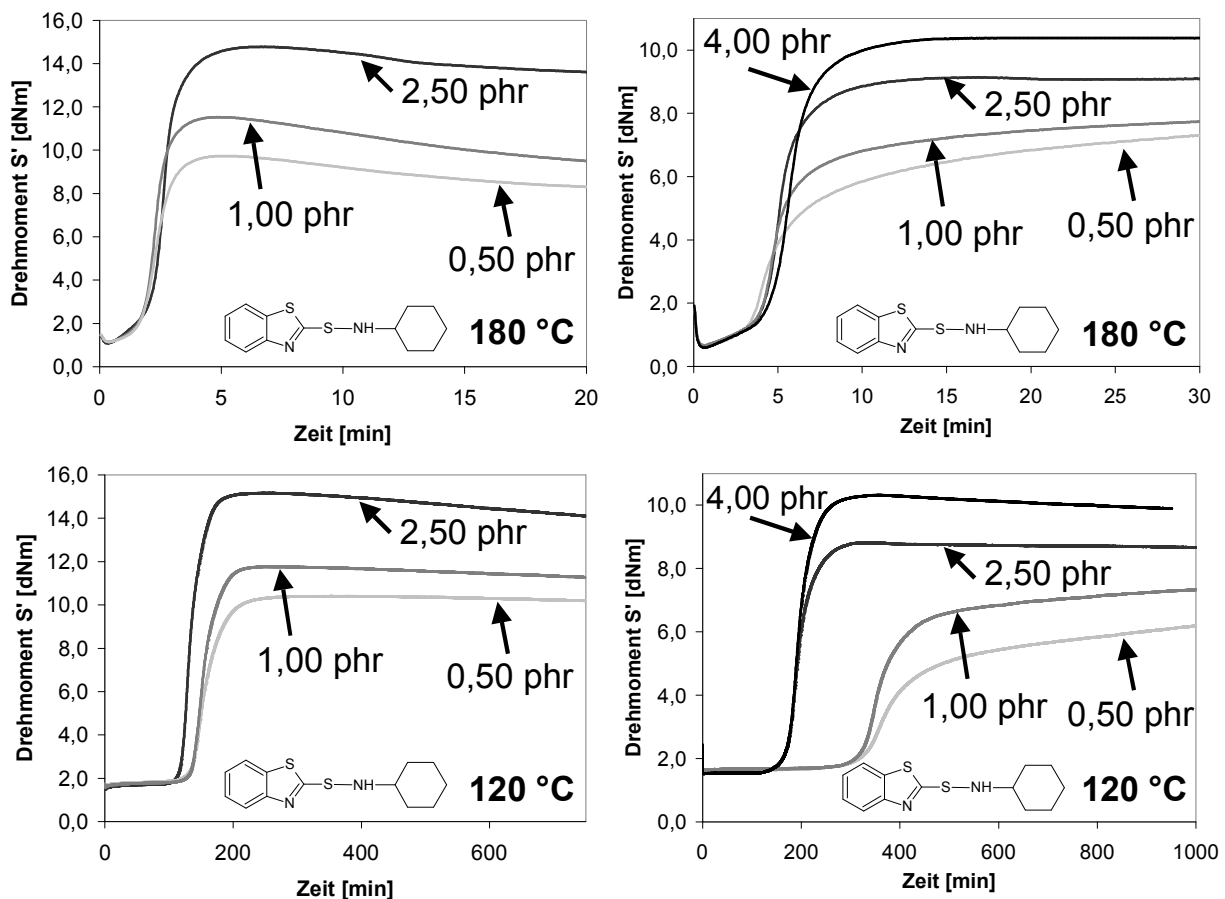 16,0
14,0
12,0
10,0
8,0
6,0
4,0
2,0
0,0
Drehmoment S' [dNm]
2,50 phr
1,00 phr
0,50 phr
S
N
S
NH
180 °C
0
5
10
15
20
Zeit [min]
10,0
8,0
6,0
4,0
2,0
0,0
Drehmoment S' [dNm]
4,00 phr
2,50 phr
1,00 phr
0,50 phr
S
N
S
NH
180 °C
0
5
10
15
20
25
30
Zeit [min]
16,0
14,0
12,0
10,0
8,0
6,0
4,0
2,0
0,0
Drehmoment S' [dNm]
2,50 phr
1,00 phr
0,50 phr
S
N
S
NH
120 °C
0
200
400
600
Zeit [min]
10,0
8,0
6,0
4,0
2,0
0,0
Drehmoment S' [dNm]
4,00 phr
2,50 phr
1,00 phr
0,50 phr
S
N
S
NH
120 °C
0
200
400
600
800
1000
Zeit [min]